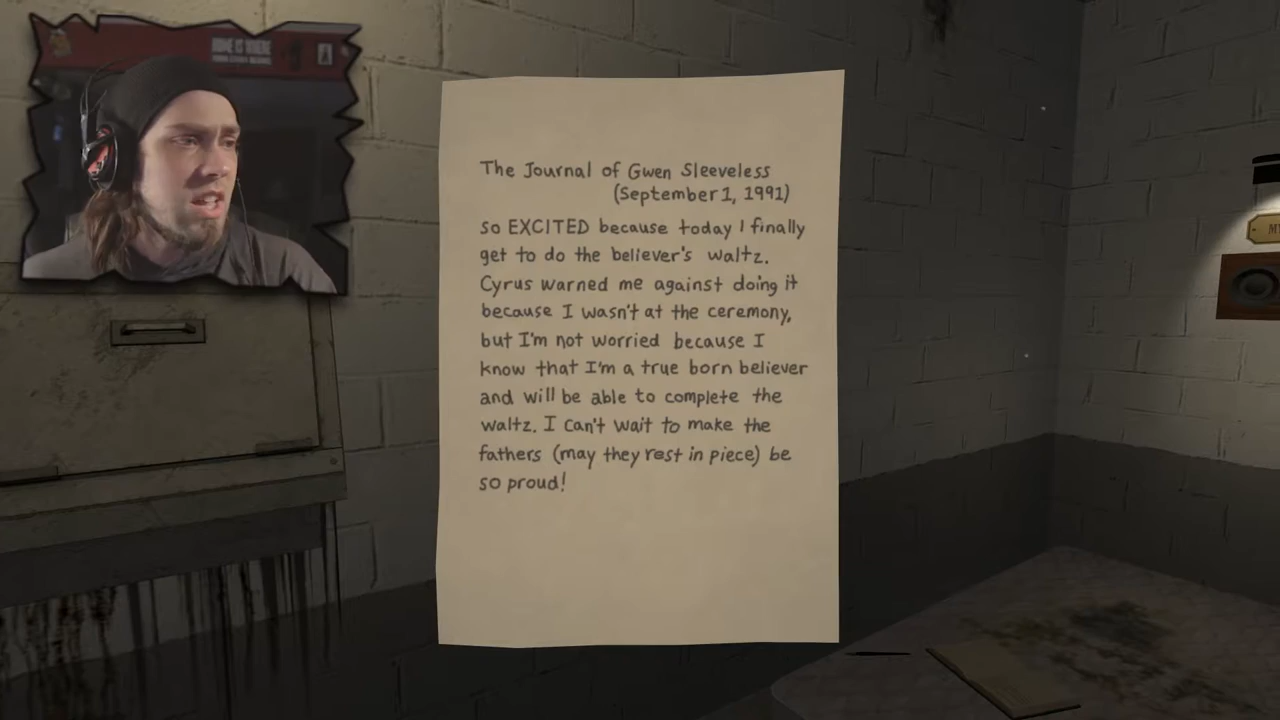 The Journal of Gwen Sleeveless
(September 1, 1991)
so EXCITED because today I finally
get to do the believer's waltz.
Cyrus warned me against doing it
because I wasn't at the ceremony,
but I'm not worried because I
know that I'm a true born believer
and will be able to complete the
waltz. I can't wait to make the
fathers (may they rest in piece) be
so proud!